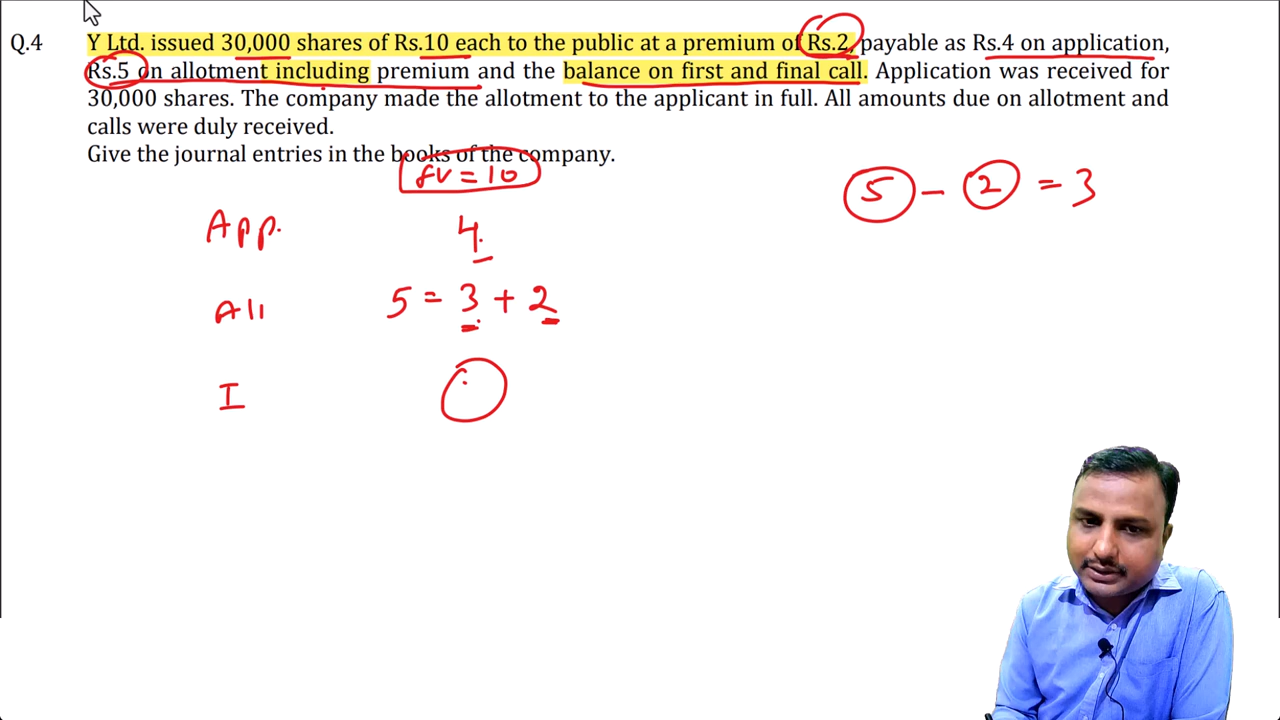 Q.4 Y Ltd. issued 30,000 shares of Rs.10 each to the public at a premium of Rs.2, payable as Rs.4 on application,
Rs.5 on allotment including premium and the balance on first and final call. Application was received for
30,000 shares. The company made the allotment to the applicant in full. All amounts due on allotment and
calls were duly received.
Give the journal entries in the books of the company.
fv = 10
5 - 2 = 3
App. 4
All 5 = 3 + 2
I